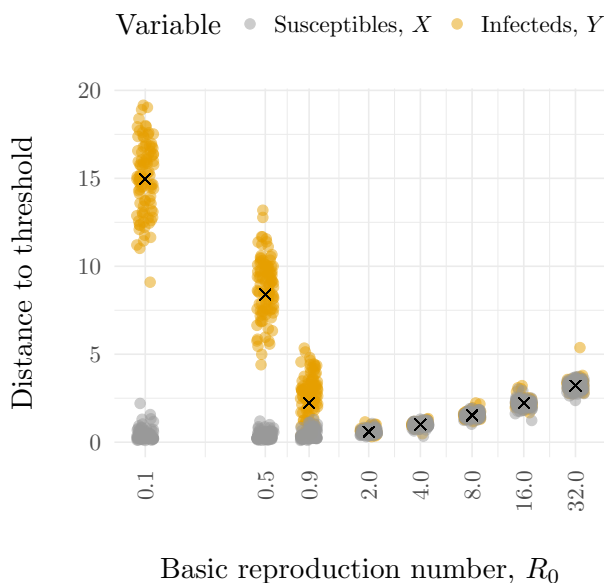 Variable Susceptibles, X Infecteds, Y
20
15
10
5
0
Distance to threshold
0.1 0.5 0.9 2.0 4.0 8.0 16.0 32.0
Basic reproduction number, R₀